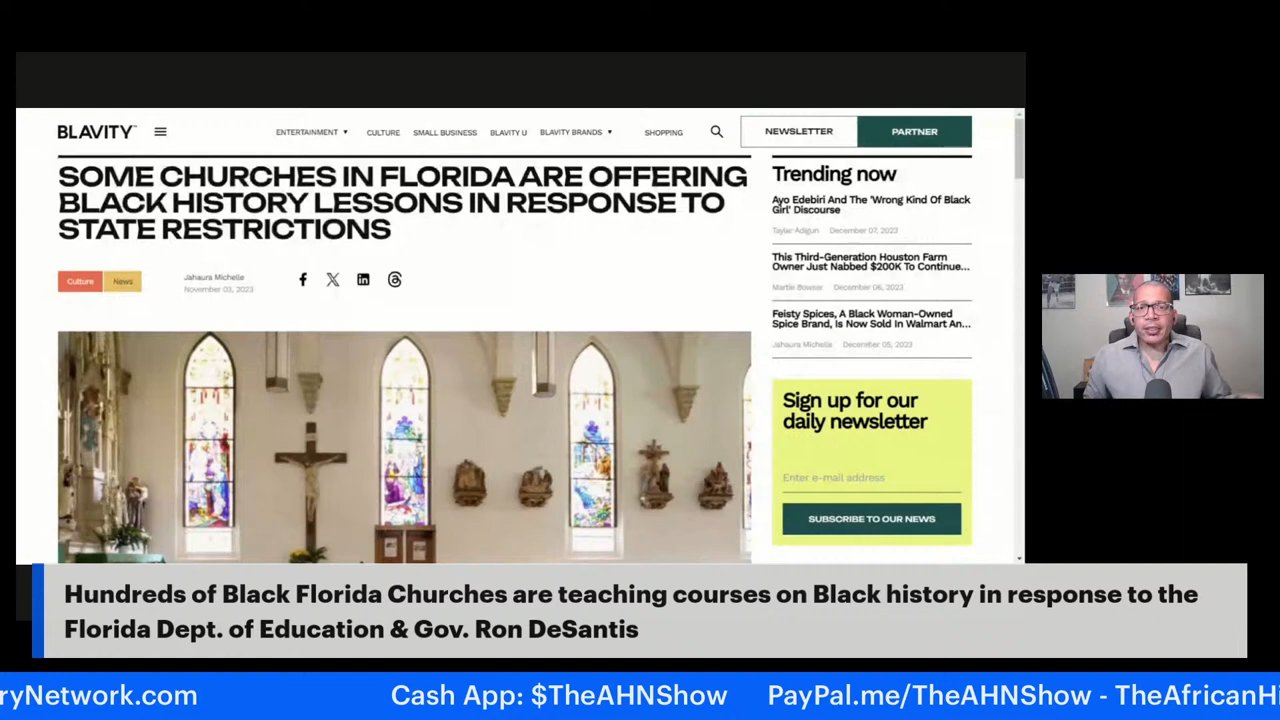 BLAVITY
ENTERTAINMENT
CULTURE
SMALL BUSINESS
BLAVITY U
BLAVITY BRANDS
SHOPPING
NEWSLETTER
PARTNER
SOME CHURCHES IN FLORIDA ARE OFFERING
BLACK HISTORY LESSONS IN RESPONSE TO
STATE RESTRICTIONS
Culture
News
Jahaura Michelle
November 03, 2023
Trending now
Ayo Edebiri And The 'Wrong Kind Of Black
Girl' Discourse
Taylar Adigun December 07, 2023
This Third-Generation Houston Farm
Owner Just Nabbed $200K To Continue...
Martie Bowser December 06, 2023
Feisty Spices, A Black Woman-Owned
Spice Brand, Is Now Sold In Walmart An...
Jahaura Michelle December 05, 2023
Sign up for our
daily newsletter
Enter e-mail address
SUBSCRIBE TO OUR NEWS
Hundreds of Black Florida Churches are teaching courses on Black history in response to the
Florida Dept. of Education & Gov. Ron DeSantis
ryNetwork.com Cash App: $TheAHNShow PayPal.me/TheAHNShow - TheAfricanHi